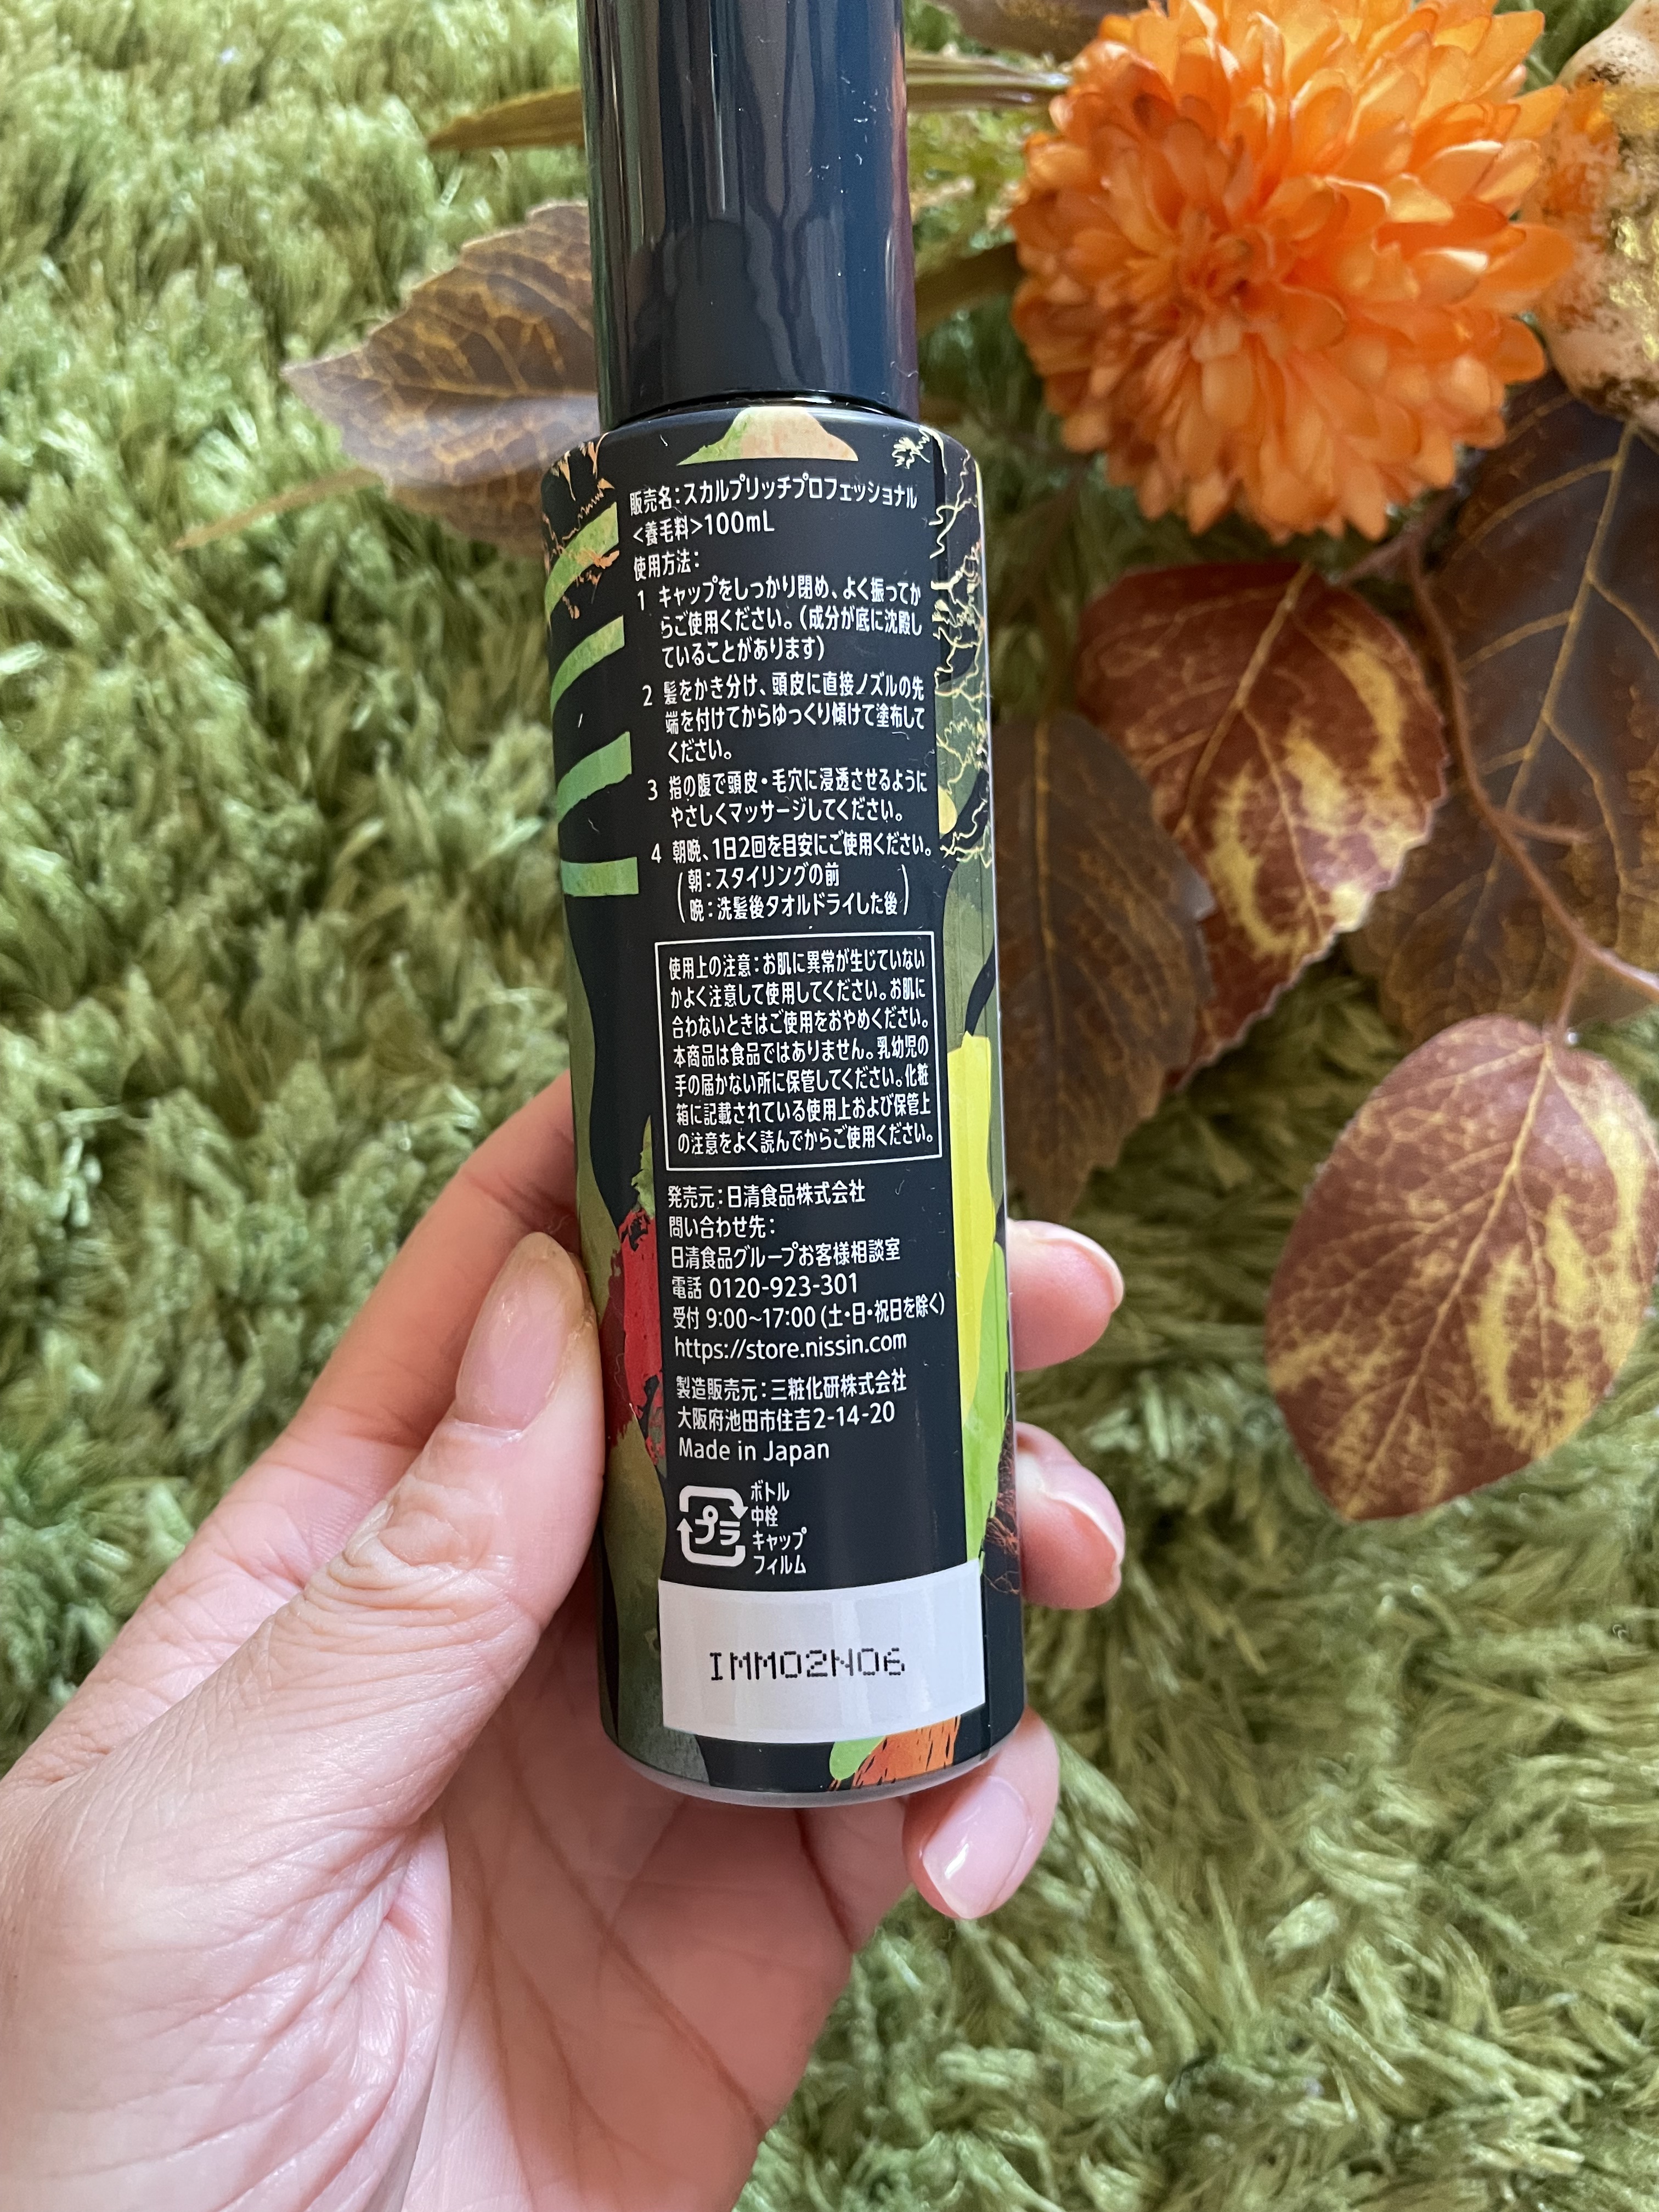 販売名:スカルプリッチプロフェッショナル
<養毛料>100mL
使用方法:
1 キャップをしっかり閉め、よく振ってか
らご使用ください。(成分が底に沈殿し
ていることがあります)
2 髪をかき分け、頭皮に直接ノズルの先
端を付けてからゆっくり傾けて塗布して
ください。
3 指の腹で頭皮・毛穴に浸透させるように
やさしくマッサージしてください。
4 朝晩、1日2回を目安にご使用ください。
(朝:スタイリングの前
晩:洗髪後タオルドライした後)
使用上の注意:お肌に異常が生じていない
かよく注意して使用してください。お肌に
合わないときはご使用をおやめください。
本商品は食品ではありません。乳幼児の
手の届かない所に保管してください。化粧
箱に記載されている使用上および保管上
の注意をよく読んでからご使用ください。
発売元:日清食品株式会社
問い合わせ先:
日清食品グループお客様相談室
電話 0120-923-301
受付 9:00~17:00 (土・日・祝日を除く)
https://store.nissin.com
製造販売元:三粧化研株式会社
大阪府池田市住吉2-14-20
Made in Japan
プラ
ボトル
中栓
キャップ
フィルム
IMM02N06